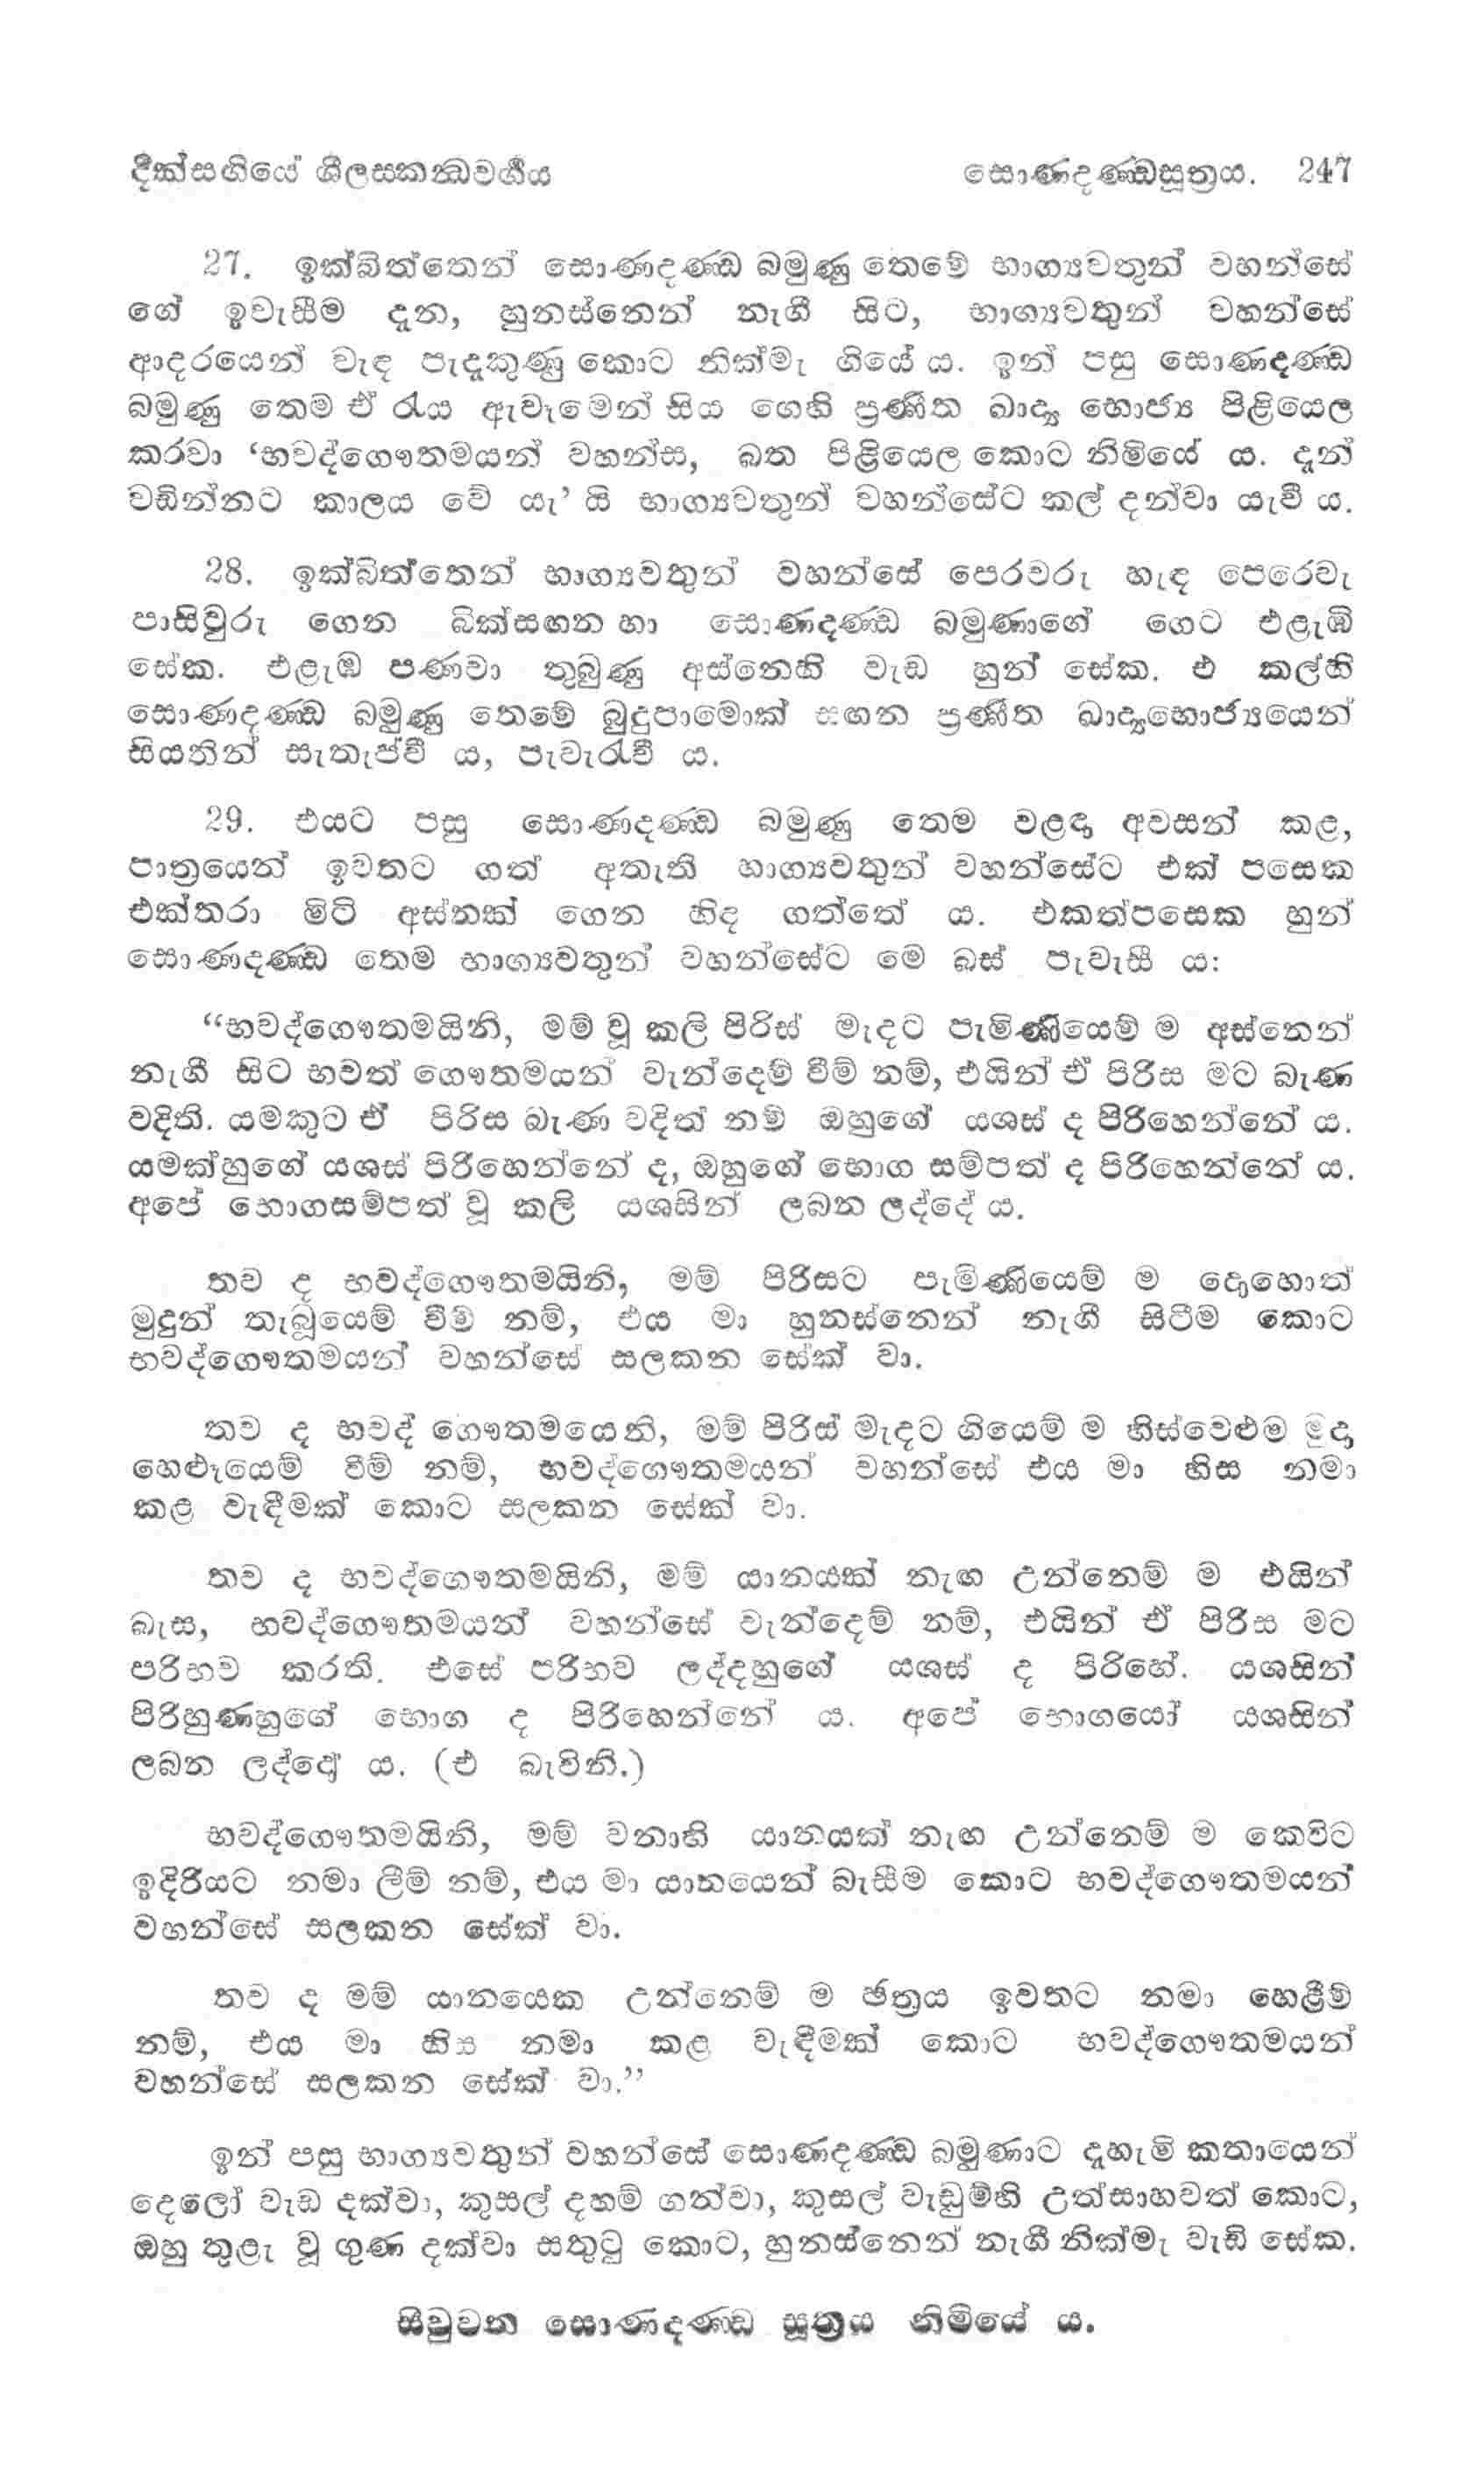 දීක්සඟියේ ශීලස‍කන්‍ධවර්‍ගය සොණදණ්ඩසූත්‍රය. 247
27. ඉක්බිත්තෙන් සොණදණ්ඩ බමුණු තෙමේ භාග්‍යවතුන් වහන්සේ
ගේ ඉවැසීම දැන, හුනස්නෙන් නැගී සිට, භාග්‍යවතුන් වහන්සේ
ආදරයෙන් වැඳ පැදකුණු කොට නික්මැ ගියේ ය. ඉන් පසු සොණදණ්ඩ
බමුණු තෙම ඒ රැය ඇවෑමෙන් සිය ගෙහි ප්‍රණීත ඛාද්‍ය භොජ්‍ය පිළියෙල
කරවා ‘භවද්ගෞතමයන් වහන්ස, බත පිළියෙල කොට නිමියේ ය. දැන්
වඩින්නට කාලය වේ යැ’ යි භාග්‍යවතුන් වහන්සේට කල් දන්වා යැවී ය.
28. ඉක්බිත්තෙන් භාග්‍යවතුන් වහන්සේ පෙරවරු හැඳ පෙරෙවැ
පාසිවුරු ගෙන බික්සඟන හා සොණදණ්ඩ බමුණාගේ ගෙට එළැඹි
සේක. එළැඹ පණවා තුබුණු අස්නෙහි වැඩ හුන් සේක. එ කල්හි
සොණදණ්ඩ බමුණු තෙමේ බුදුපාමොක් සඟන ප්‍රණීත ඛාද්‍යභොජ්‍යයෙන්
සියතින් සැතැප්වී ය, පැවැරැවී ය.
29. එයට පසු සොණදණ්ඩ බමුණු තෙම වළඳා අවසන් කළ,
පාත්‍රයෙන් ඉවතට ගත් අතැති භාග්‍යවතුන් වහන්සේට එක් පසෙක
එක්තරා මිටි අස්නක් ගෙන හිඳ ගත්තේ ය. එකත්පසෙක හුන්
සොණදණ්ඩ තෙම භාග්‍යවතුන් වහන්සේට මෙ බස් පැවැසී ය:
“භවද්ගෞතමයිනි, මම් වූ කලි පිරිස් මැදට පැමිණියෙම් ම අස්නෙන්
නැගී සිට භවත් ගෞතමයන් වැන්දෙම් වීම් නම්, එයින් ඒ පිරිස මට බැණ
වදිති. යමකුට ඒ පිරිස බැණ වදිත් නම් ඔහුගේ යශස් ද පිරිහෙන්නේ ය.
යමක්හුගේ යශස් පිරිහෙන්නේ ද, ඔහුගේ භොග සම්පත් ද පිරිහෙන්නේ ය.
අපේ භොගසම්පත් වූ කලි යශසින් ලබන ලද්දේ ය.
තව ද භවද්ගෞතමයිනි, මම් පිරිසට පැමිණියෙම් ම දොහොත්
මුදුන් තැබුයෙම් වීම් නම්, එය මා හුනස්නෙන් නැගී සිටීම කොට
භවද්ගෞතමයන් වහන්සේ සලකන සේක් වා.
තව ද භවද් ගෞතමයෙනි, මම් පිරිස් මැදට ගියෙම් ම හිස්වෙළුම මුදා
හෙළුයෙම් වීම් නම්, භවද්ගෞතමයන් වහන්සේ එය මා හිස නමා
කළ වැඳීමක් කොට සලකන සේක් වා.
තව ද භවද්ගෞතමයිනි, මම් යානයක් නැඟ උන්නෙම් ම එයින්
බැස, භවද්ගෞතමයන් වහන්සේ වැන්දෙම් නම්, එයින් ඒ පිරිස මට
පරිභව කරති. එසේ පරිභව ලද්දහුගේ යශස් ද පිරිහේ. යශසින්
පිරිහුණහුගේ භොග ද පිරිහෙන්නේ ය. අපේ භොගයෝ යශසින්
ලබන ලද්දෝ ය. (එ බැවිනි.)
භවද්ගෞතමයිනි, මම් වනාහි යානයක් නැඟ උන්නෙම් ම කෙවිට
ඉදිරියට නමා ලීම් නම්, එය මා යානයෙන් බැසීම කොට භවද්ගෞතමයන්
වහන්සේ සලකන සේක් වා.
තව ද මම් යානයෙක උන්නෙම් ම ඡත්‍රය ඉවතට නමා හෙළීම්
නම්, එය මා හිස නමා කළ වැඳීමක් කොට භවද්ගෞතමයන්
වහන්සේ සලකන සේක් වා.”
ඉන් පසු භාග්‍යවතුන් වහන්සේ සොණදණ්ඩ බමුණාට දැහැමි කතායෙන්
දෙලෝ වැඩ දක්වා, කුසල් දහම් ගන්වා, කුසල් වැඩුම්හි උත්සාහවත් කොට,
ඔහු තුළැ වූ ගුණ දක්වා සතුටු කොට, හුනස්නෙන් නැගී නික්මැ වැඩි සේක.
සිවුවන සොණදණ්ඩ සූත්‍රය නිමියේ ය.